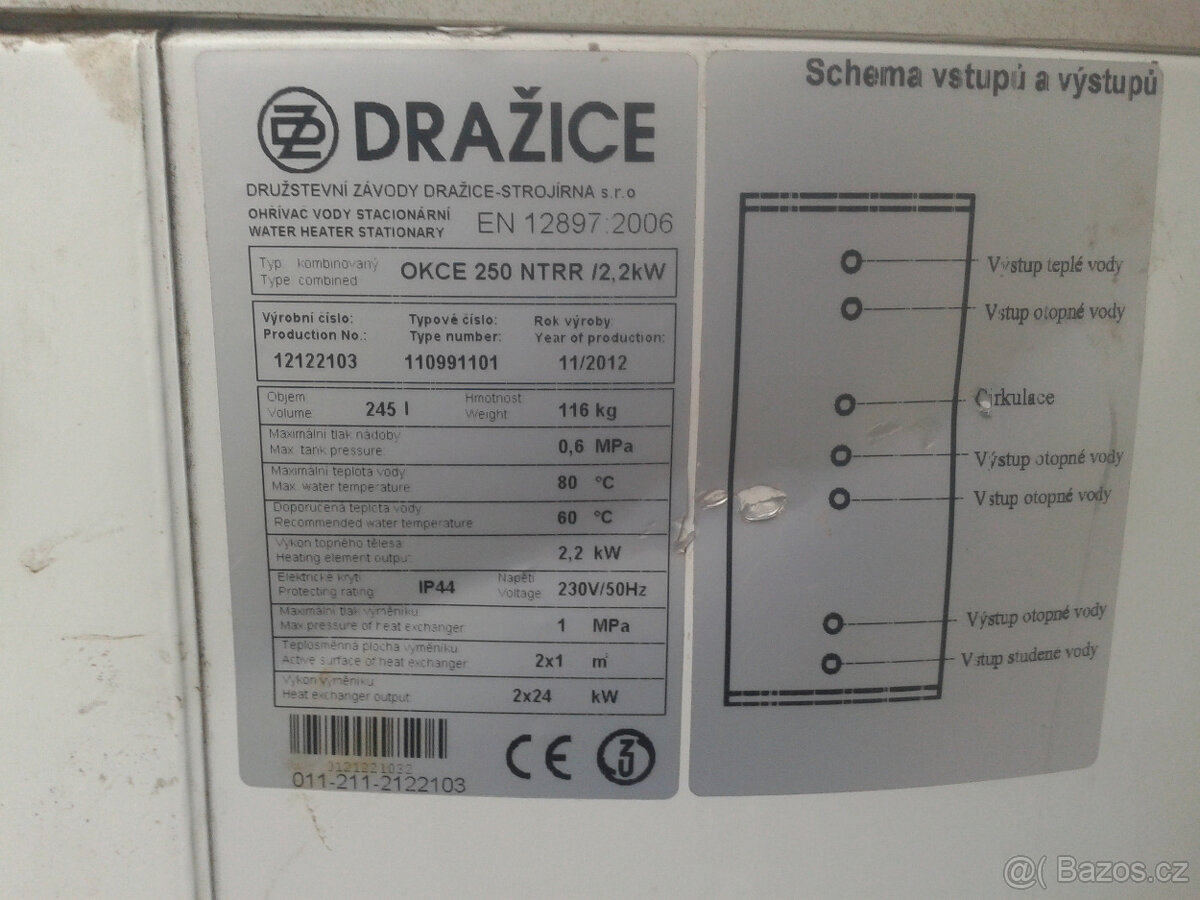 DRAŽICE
DRUŽSTEVNÍ ZÁVODY DRAŽICE-STROJÍRNA s.r.o
OHŘÍVAČ VODY STACIONÁRNÍ
WATER HEATER STATIONARY
EN 12897:2006
Typ: kombinovaný
Type combined
OKCE 250 NTRR /2,2kW
Výrobní číslo:
Production No.:
12122103
Typové číslo:
Type number:
110991101
Rok výroby:
Year of production:
11/2012
Objem
Volume
245 l
Hmotnost
Weight
116 kg
Maximální tlak nádoby
Max. tank pressure:
0,6 MPa
Maximální teplota vody
Max. water temperature
80 °C
Doporučená teplota vody
Recommended water temperature
60 °C
Výkon topného tělesa
Heating element output:
2,2 kW
Elektrické krytí
Protecting rating:
IP44
Napětí
Voltage
230V/50Hz
Maximální tlak výměníku
Max pressure of heat exchanger
1 MPa
Teplosměnná plocha výměníku
Active surface of heat exchanger
2x1 m²
Výkon výměníku
Heat exchanger output:
2x24 kW
0121221032
011-211-2122103
CE
Schema vstupů a výstupů
Výstup teplé vody
Vstup otopné vody
Cirkulace
Výstup otopné vody
Vstup otopné vody
Výstup otopné vody
Vstup studené vody
@( Bazos.cz